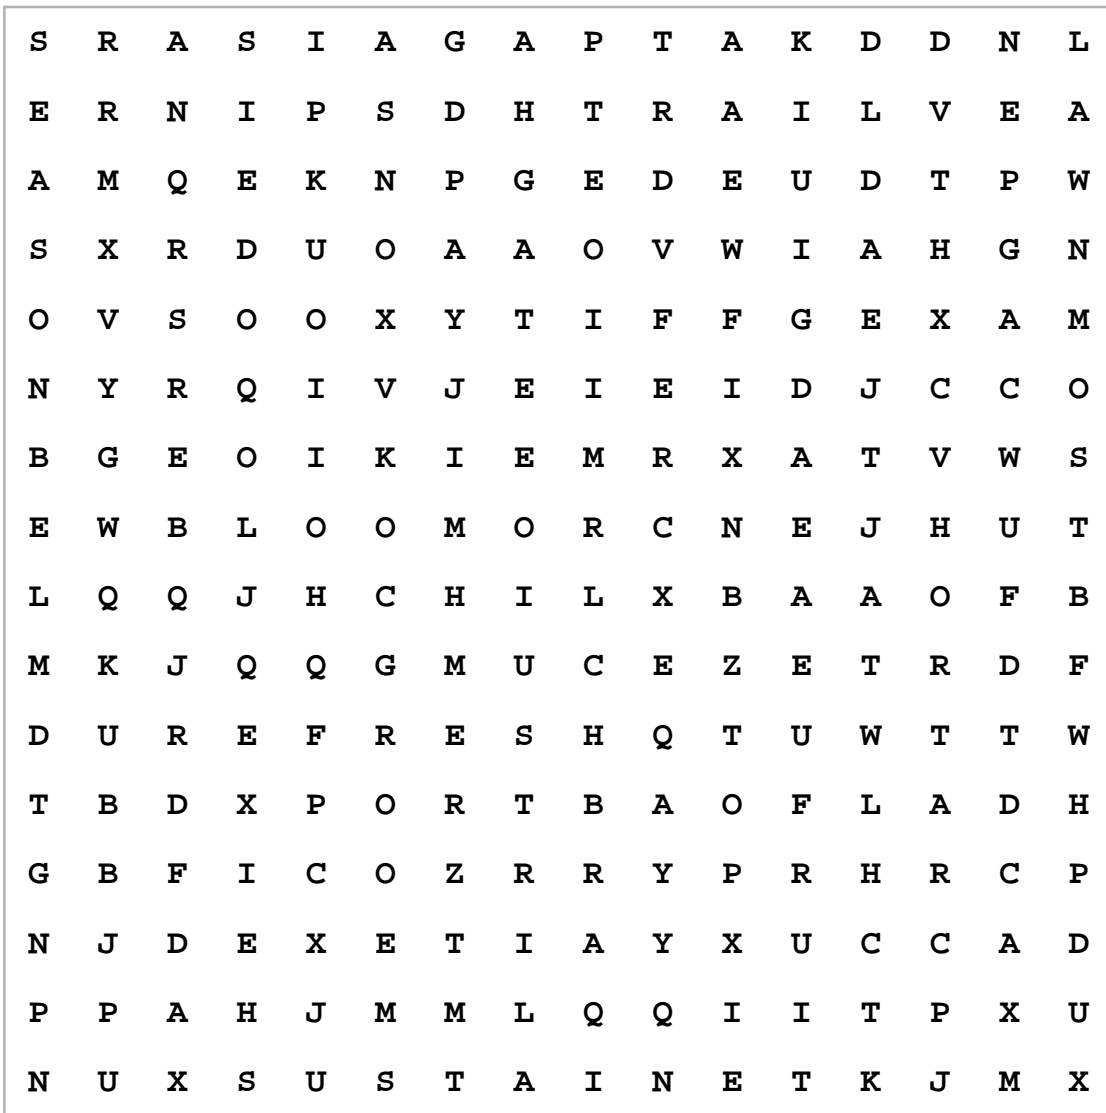 S R A S I A G A P T A K D D N L
E R N I P S D H T R A I L V E A
A M Q E K N P G E D E U D T P W
S X R D U O A A O V W I A H G N
O V S O O X Y T I F F G E X A M
N Y R Q I V J E I E I D J C C O
B G E O I K I E M R X A T V W S
E W B L O O M O R C N E J H U T
L Q Q J H C H I L X B A A O F B
M K J Q Q G M U C E Z E T R D F
D U R E F R E S H Q T U W T T W
T B D X P O R T B A O F L A D H
G B F I C O Z R R Y P R H R C P
N J D E X E T I A Y X U C C A D
P P A H J M M L Q Q I I T P X U
N U X S U S T A I N E T K J M X